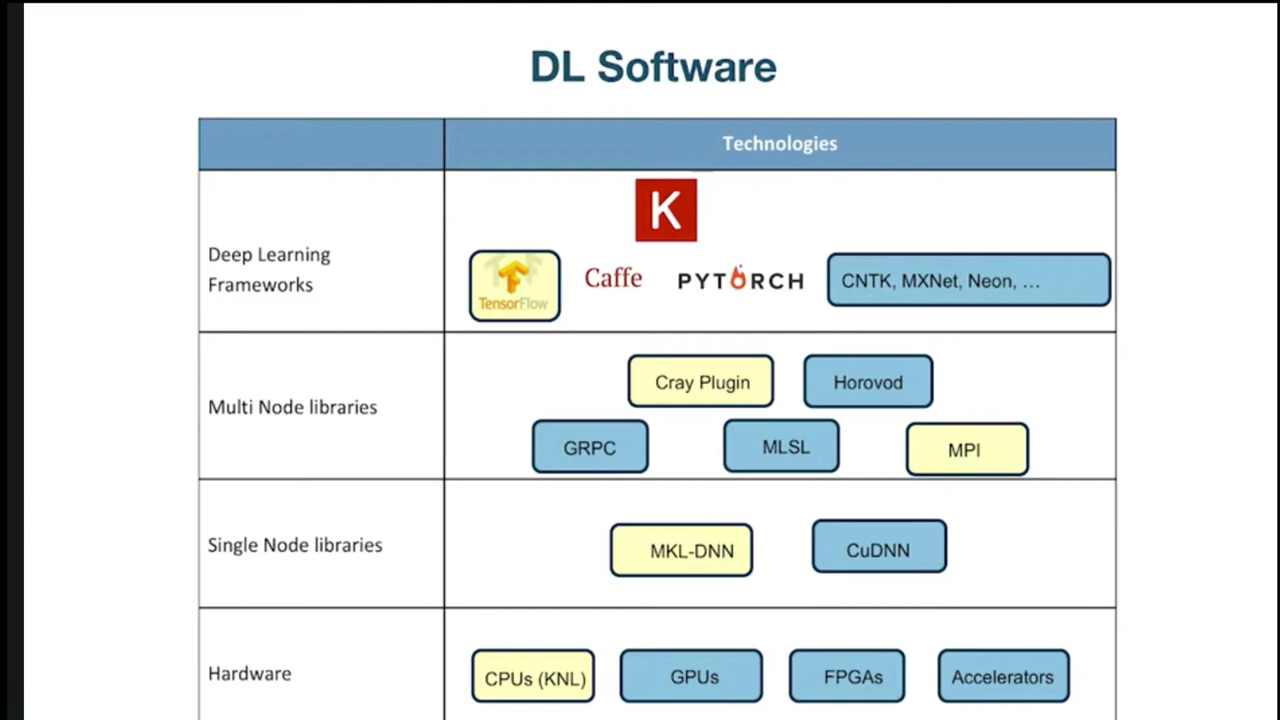 DL Software
Technologies
K
Deep Learning
Frameworks
TensorFlow
Caffe
PYTORCH
CNTK, MXNet, Neon, …
Multi Node libraries
Cray Plugin
Horovod
GRPC
MLSL
MPI
Single Node libraries
MKL-DNN
CuDNN
Hardware
CPUs (KNL)
GPUs
FPGAs
Accelerators